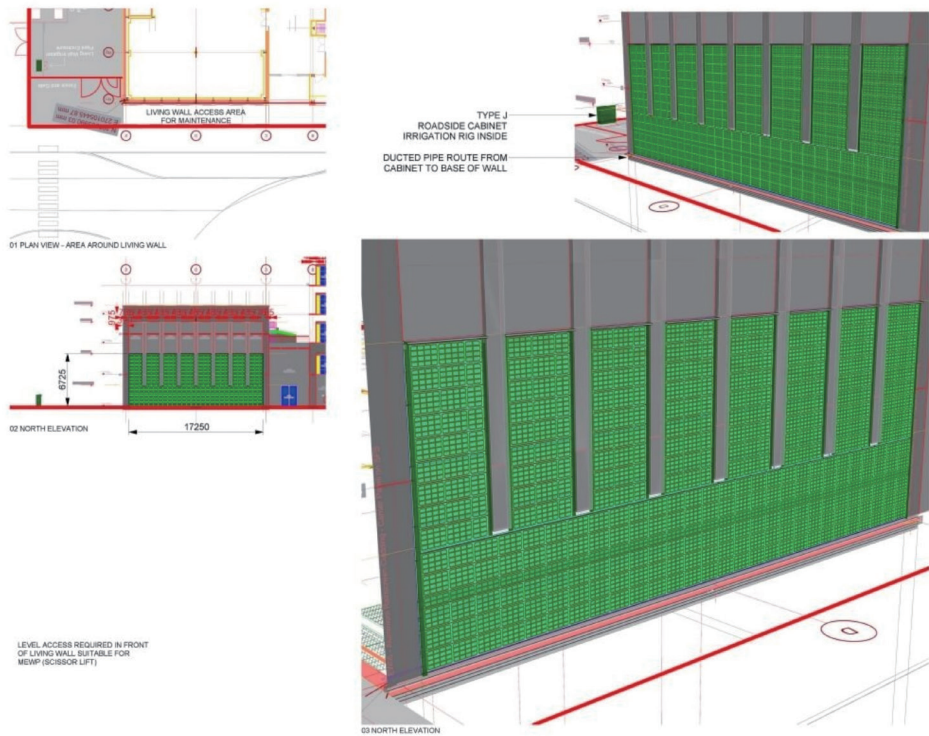 LIVING WALL ACCESS AREA
FOR MAINTENANCE
01 PLAN VIEW - AREA AROUND LIVING WALL
TYPE J
ROADSIDE CABINET
IRRIGATION RIG INSIDE
DUCTED PIPE ROUTE FROM
CABINET TO BASE OF WALL
975
6725
17250
02 NORTH ELEVATION
LEVEL ACCESS REQUIRED IN FRONT
OF LIVING WALL SUITABLE FOR
MEWP (SCISSOR LIFT)
03 NORTH ELEVATION